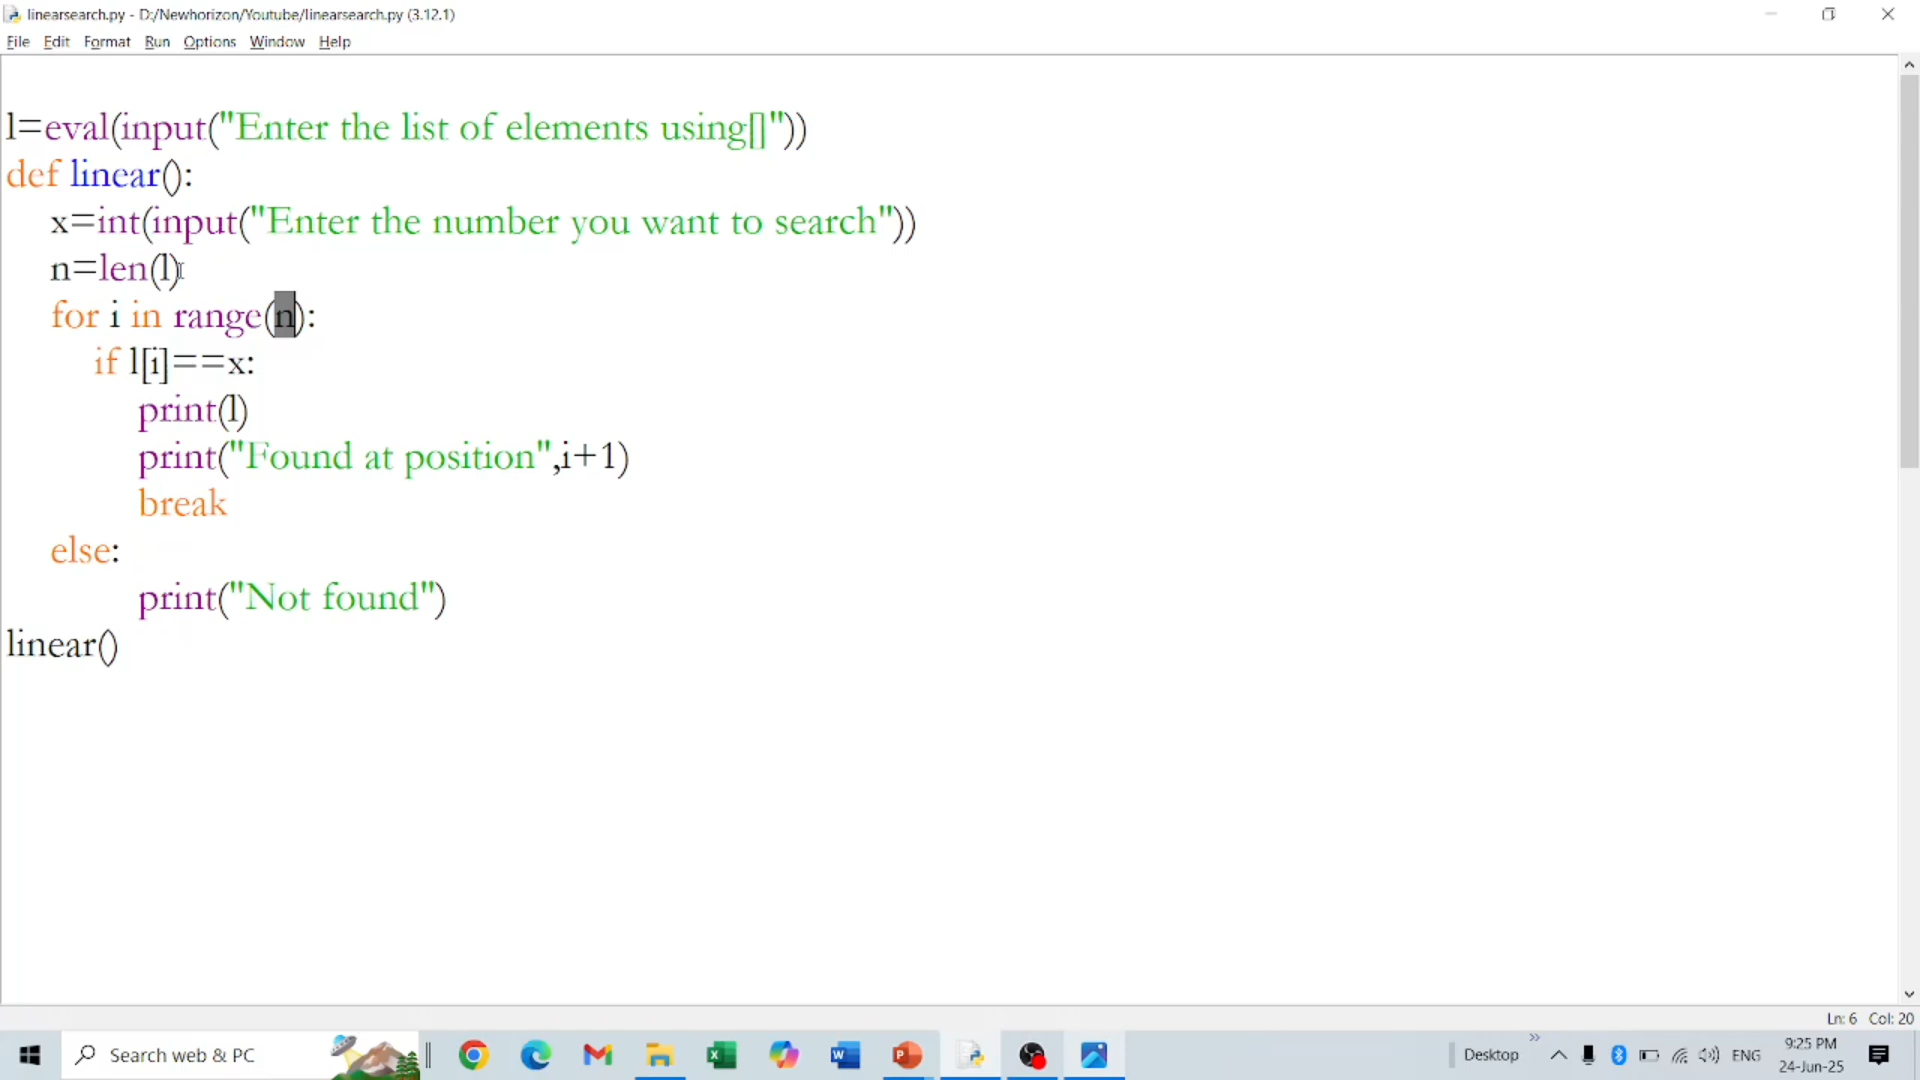 linearsearch.py - D:/Newhorizon/Youtube/linearsearch.py (3.12.1)
File Edit Format Run Options Window Help
l=eval(input("Enter the list of elements using[]"))
def linear():
x=int(input("Enter the number you want to search"))
n=len(l)
for i in range(n):
if l[i]==x:
print(l)
print("Found at position",i+1)
break
else:
print("Not found")
linear()
Ln: 6 Col: 20
Search web & PC
Desktop
ENG
9:25 PM
24-Jun-25